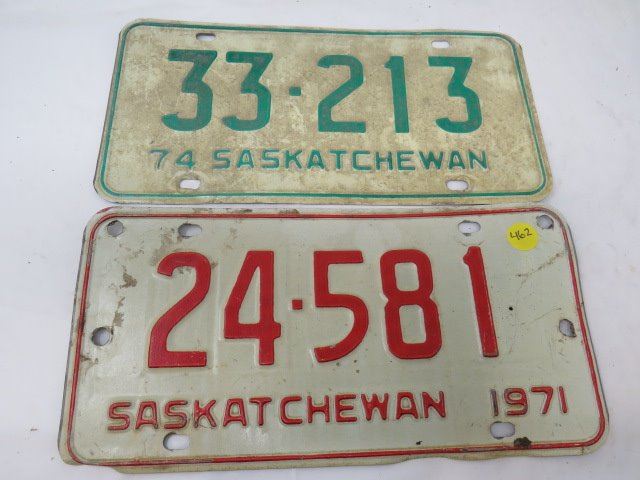 33·213
74 SASKATCHEWAN
462
24·581
SASKATCHEWAN 1971